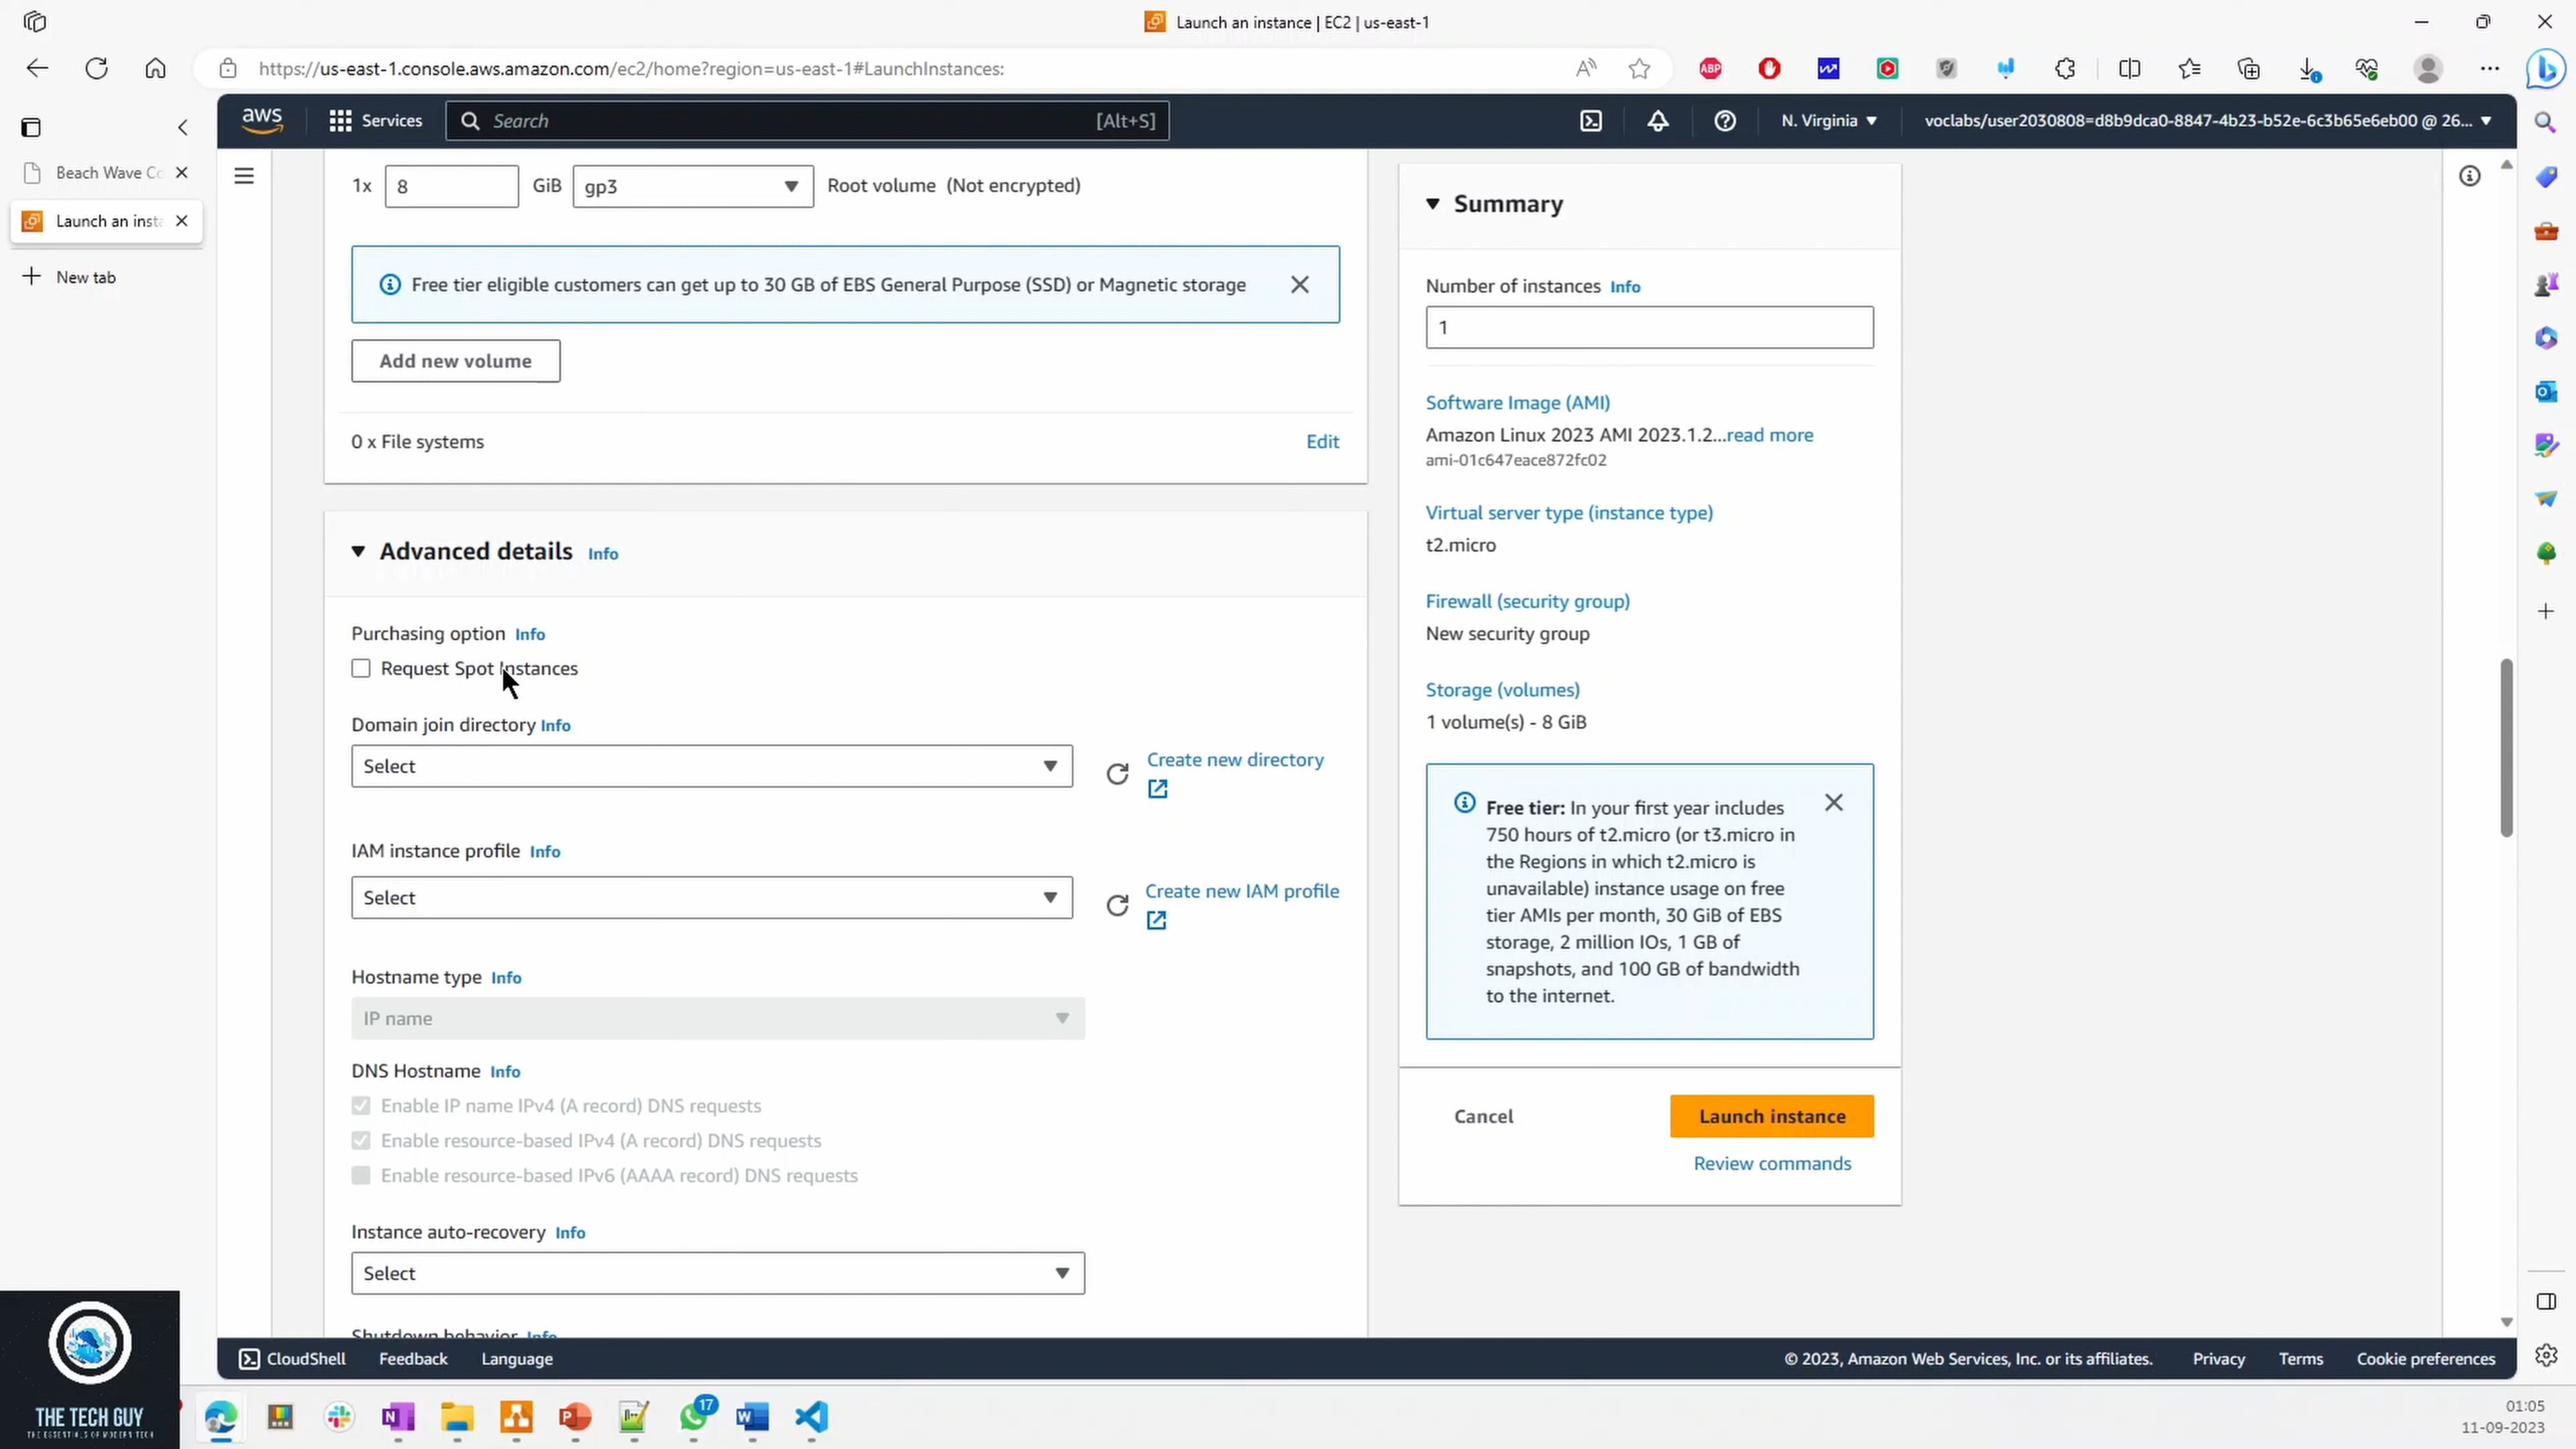 Launch an instance | EC2 | us-east-1
https://us-east-1.console.aws.amazon.com/ec2/home?region=us-east-1#LaunchInstances:
ABP
aws
Services
Search
[Alt+S]
N. Virginia
voclabs/user2030808=d8b9dca0-8847-4b23-b52e-6c3b65e6eb00 @ 26...
Beach Wave Co
Launch an insta
New tab
1x
8
GiB
gp3
Root volume (Not encrypted)
Free tier eligible customers can get up to 30 GB of EBS General Purpose (SSD) or Magnetic storage
Add new volume
0 x File systems
Edit
Advanced details Info
Purchasing option Info
Request Spot Instances
Domain join directory Info
Select
Create new directory
IAM instance profile Info
Select
Create new IAM profile
Hostname type Info
IP name
DNS Hostname Info
Enable IP name IPv4 (A record) DNS requests
Enable resource-based IPv4 (A record) DNS requests
Enable resource-based IPv6 (AAAA record) DNS requests
Instance auto-recovery Info
Select
Shutdown behavior Info
Summary
Number of instances Info
1
Software Image (AMI)
Amazon Linux 2023 AMI 2023.1.2...read more
ami-01c647eace872fc02
Virtual server type (instance type)
t2.micro
Firewall (security group)
New security group
Storage (volumes)
1 volume(s) - 8 GiB
Free tier: In your first year includes
750 hours of t2.micro (or t3.micro in
the Regions in which t2.micro is
unavailable) instance usage on free
tier AMIs per month, 30 GiB of EBS
storage, 2 million IOs, 1 GB of
snapshots, and 100 GB of bandwidth
to the internet.
Cancel
Launch instance
Review commands
CloudShell
Feedback
Language
© 2023, Amazon Web Services, Inc. or its affiliates.
Privacy
Terms
Cookie preferences
THE TECH GUY
THE ESSENTIALS OF MODERN TECH
17
01:05
11-09-2023